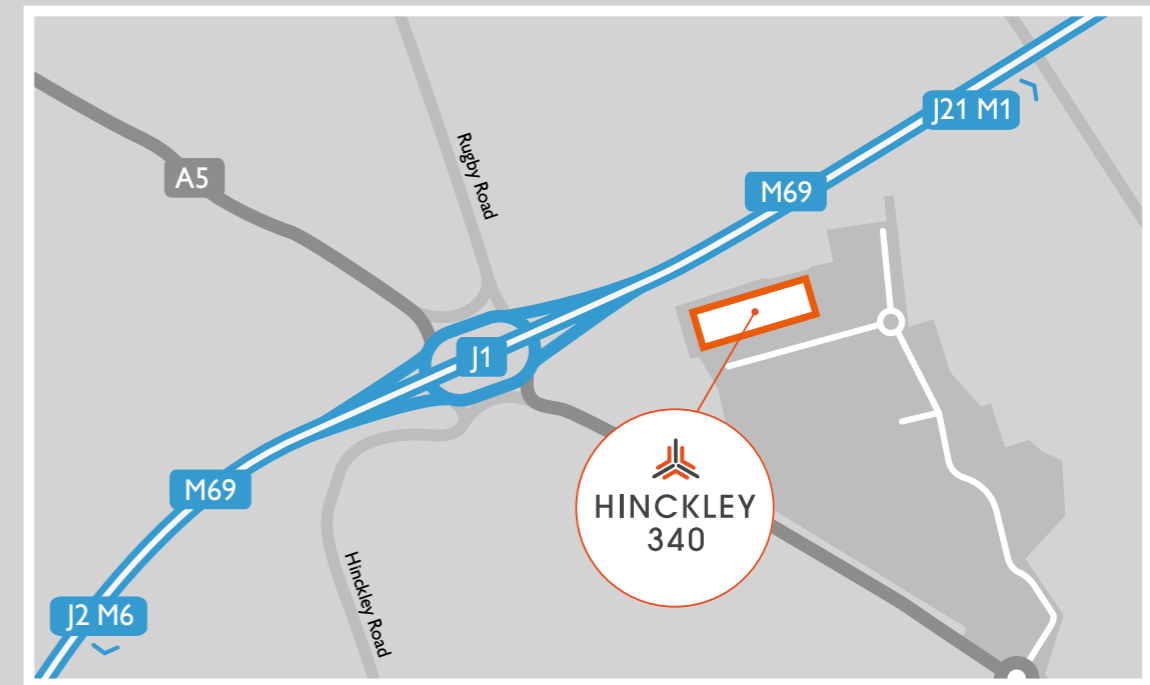 J21 M1
Rugby Road
A5
M69
J1
M69
HINCKLEY
340
Hinckley Road
J2 M6